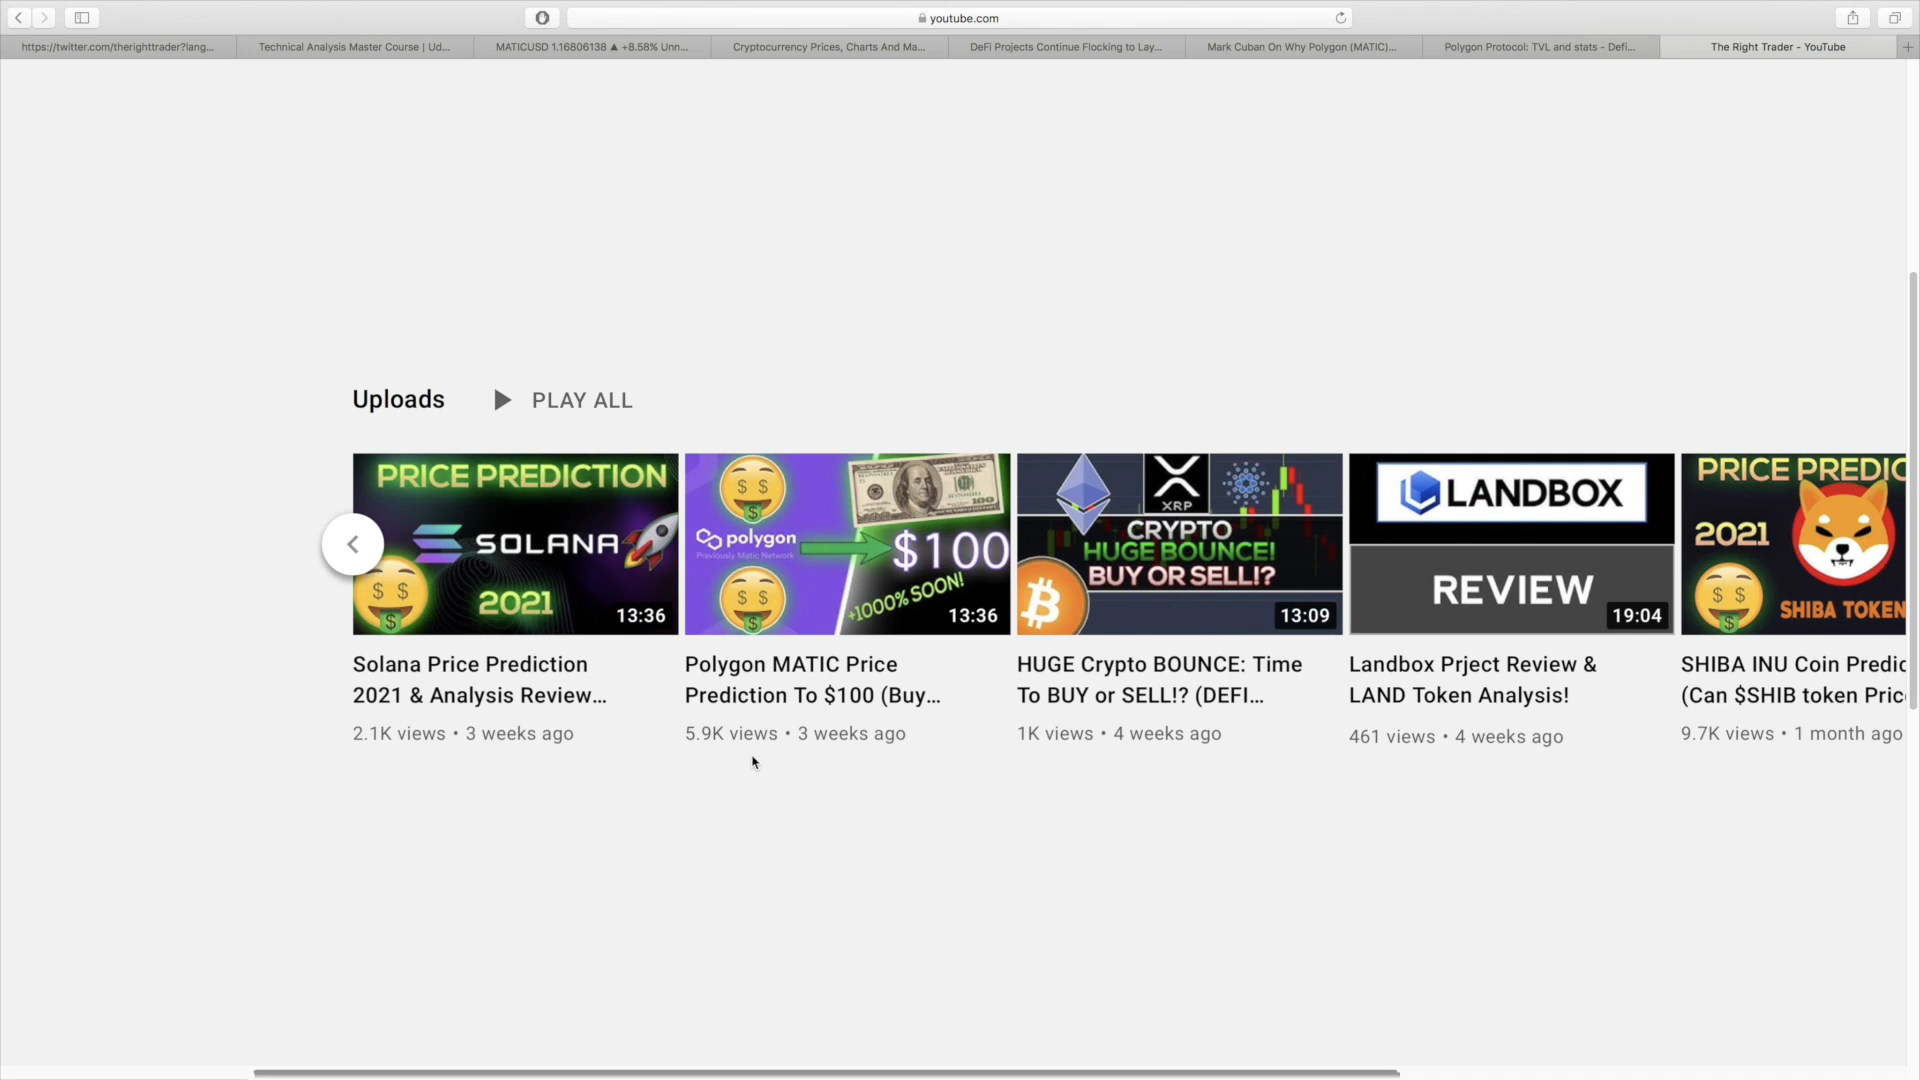 youtube.com
https://twitter.com/therighttrader?lang...
Technical Analysis Master Course | Ud...
MATICUSD 1.16806138 ▲ +8.58% Unn...
Cryptocurrency Prices, Charts And Ma...
DeFi Projects Continue Flocking to Lay...
Mark Cuban On Why Polygon (MATIC)...
Polygon Protocol: TVL and stats - Defi...
The Right Trader - YouTube
Uploads
PLAY ALL
PRICE PREDICTION
SOLANA
2021
13:36
Solana Price Prediction
2021 & Analysis Review...
2.1K views • 3 weeks ago
polygon
Previously Matic Network
$100
+1000% SOON!
100
13:36
Polygon MATIC Price
Prediction To $100 (Buy...
5.9K views • 3 weeks ago
XRP
CRYPTO
HUGE BOUNCE!
BUY OR SELL!?
13:09
HUGE Crypto BOUNCE: Time
To BUY or SELL!? (DEFI...
1K views • 4 weeks ago
LANDBOX
REVIEW
19:04
Landbox Prject Review &
LAND Token Analysis!
461 views • 4 weeks ago
PRICE PREDIC
2021
SHIBA TOKEN
SHIBA INU Coin Predic
(Can $SHIB token Pric
9.7K views • 1 month ago